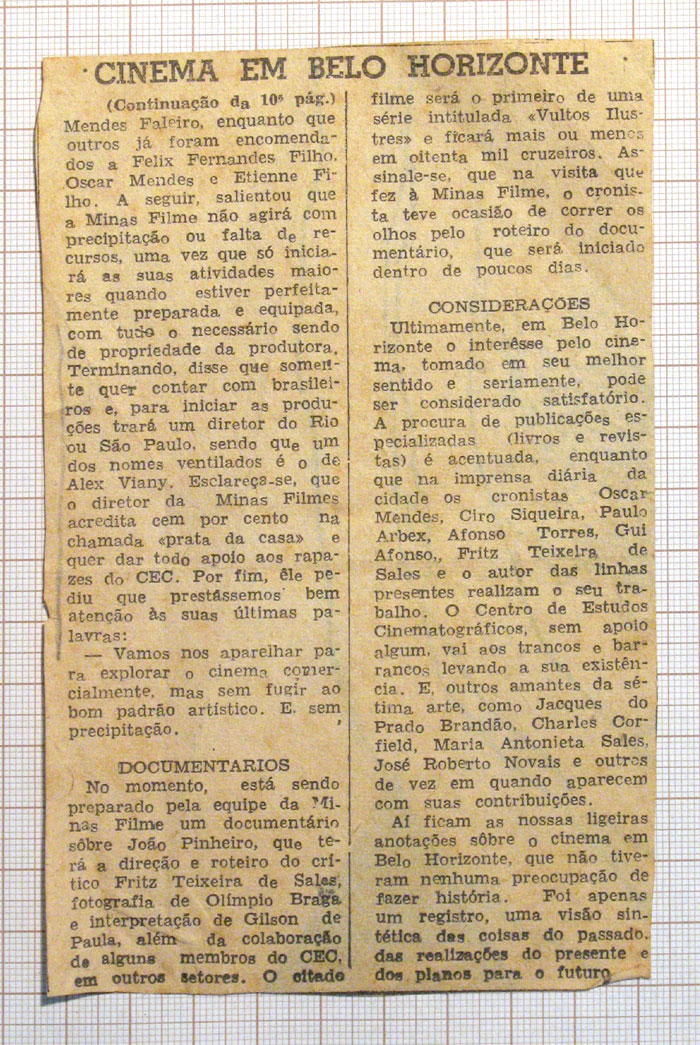 CINEMA EM BELO HORIZONTE
(Continuação da 10ª pág.)
Mendes Faleiro, enquanto que
outros já foram encomenda-
dos a Felix Fernandes Filho,
Oscar Mendes e Etienne Fi-
lho. A seguir, salientou que
a Minas Filme não agirá com
precipitação ou falta de re-
cursos, uma vez que só inicia-
rá as suas atividades maio-
res quando estiver perfeita-
mente preparada e equipada,
com tudo o necessário sendo
de propriedade da produtora.
Terminando, disse que somen-
te quer contar com brasilei-
ros e, para iniciar as produ-
ções trará um diretor do Rio
ou São Paulo, sendo que um
dos nomes ventilados é o de
Alex Viany. Esclareça-se, que
o diretor da Minas Filmes
acredita cem por cento na
chamada «prata da casa» e
quer dar todo apoio aos rapa-
zes do CEC. Por fim, êle pe-
diu que prestássemos bem
atenção às suas últimas pa-
lavras:
— Vamos nos aparelhar pa-
ra explorar o cinema comer-
cialmente, mas sem fugir ao
bom padrão artístico. E, sem
precipitação.
DOCUMENTARIOS
No momento, está sendo
preparado pela equipe da Mi-
nas Filme um documentário
sôbre João Pinheiro, que te-
rá a direção e roteiro do crí-
tico Fritz Teixeira de Sales,
fotografia de Olímpio Braga
e interpretação de Gilson de
Paula, além da colaboração
de alguns membros do CEC,
em outros setores. O citado
filme será o primeiro de uma
série intitulada «Vultos Ilus-
tres» e ficará mais ou menos
em oitenta mil cruzeiros. As-
sinale-se, que na visita que
fez à Minas Filme, o cronis-
ta teve ocasião de correr os
olhos pelo roteiro do docu-
mentário, que será iniciado
dentro de poucos dias.
CONSIDERAÇÕES
Ultimamente, em Belo Ho-
rizonte o interêsse pelo cine-
ma, tomado em seu melhor
sentido e seriamente, pode
ser considerado satisfatório.
A procura de publicações es-
pecializadas (livros e revis-
tas) é acentuada, enquanto
que na imprensa diária da
cidade os cronistas Oscar
Mendes, Ciro Siqueira, Paulo
Arbex, Afonso Torres, Gui
Afonso,, Fritz Teixeira de
Sales e o autor das linhas
presentes realizam o seu tra-
balho. O Centro de Estudos
Cinematográficos, sem apoio
algum, vai aos trancos e bar-
rancos levando a sua existên-
cia. E, outros amantes da sé-
tima arte, como Jacques do
Prado Brandão, Charles Cor-
field, Maria Antonieta Sales,
José Roberto Novais e outros
de vez em quando aparecem
com suas contribuições.
Aí ficam as nossas ligeiras
anotações sôbre o cinema em
Belo Horizonte, que não tive-
ram nenhuma preocupação de
fazer história. Foi apenas
um registro, uma visão sin-
tética das coisas do passado,
das realizações do presente e
dos planos para o futuro